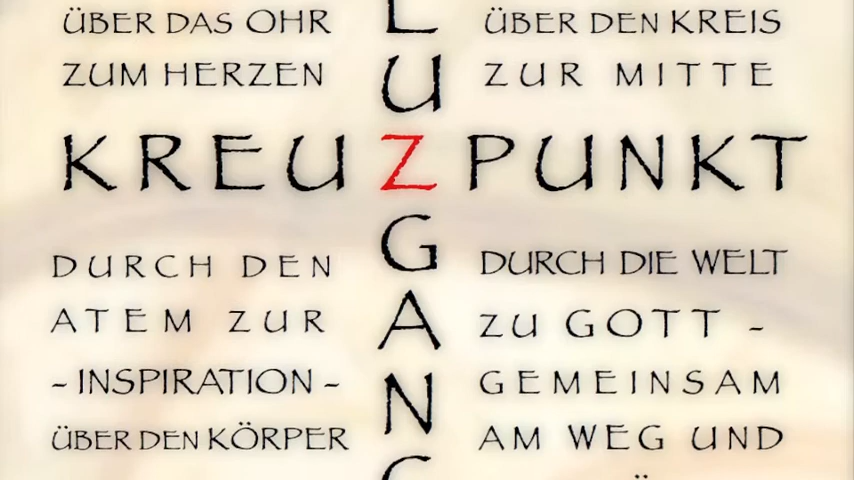 ÜBER DAS OHR
ZUM HERZEN
ÜBER DEN KREIS
ZUR MITTE
KREUZPUNKT
UZGANG
DURCH DEN
ATEM ZUR
~ INSPIRATION ~
ÜBER DEN KÖRPER
DURCH DIE WELT
ZU GOTT ~
GEMEINSAM
AM WEG UND